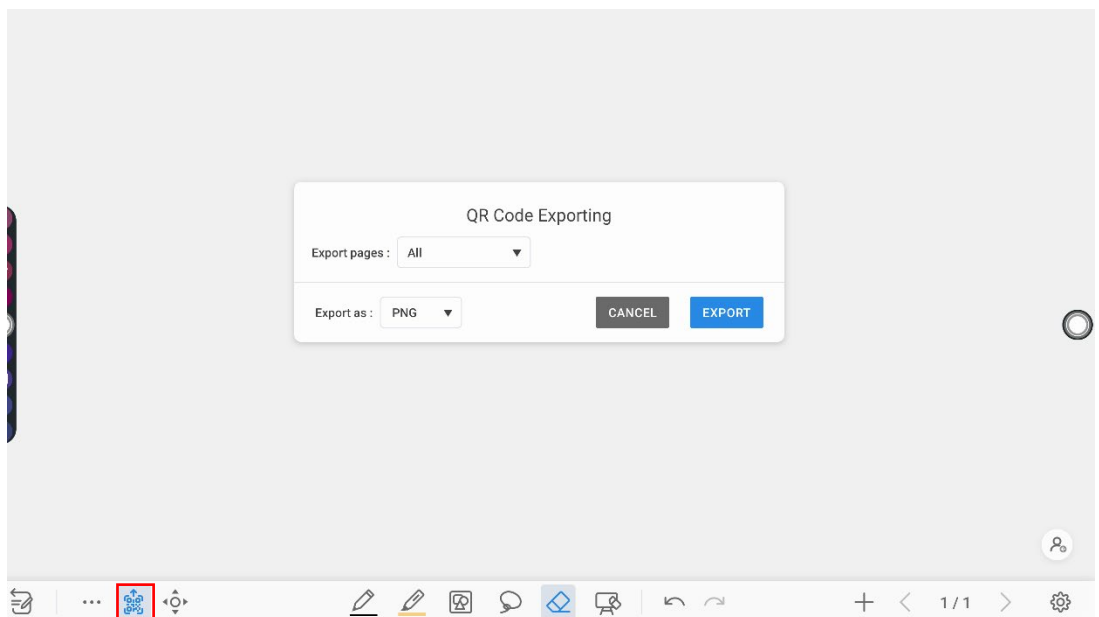 QR Code Exporting
Export pages : All
Export as : PNG CANCEL EXPORT
1/1